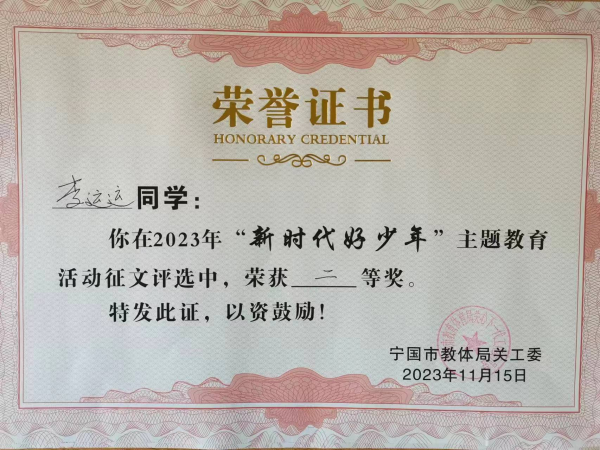 荣誉证书
HONORARY CREDENTIAL
李运运同学：
你在2023年“新时代好少年”主题教育
活动征文评选中，荣获二等奖。
特发此证，以资鼓励！
宁国市教体局关工委
2023年11月15日